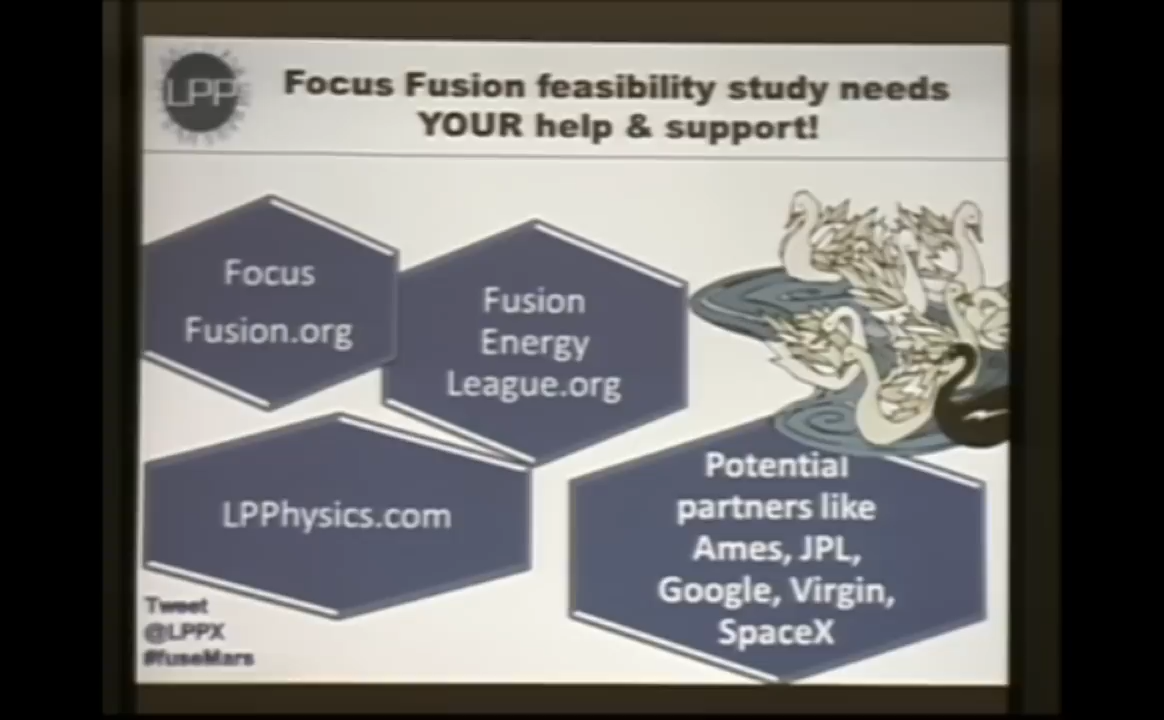 LPP
Focus Fusion feasibility study needs
YOUR help & support!
Focus
Fusion.org
Fusion
Energy
League.org
LPPhysics.com
Potential
partners like
Ames, JPL,
Google, Virgin,
SpaceX
Tweet
@LPPX
#fuseMars